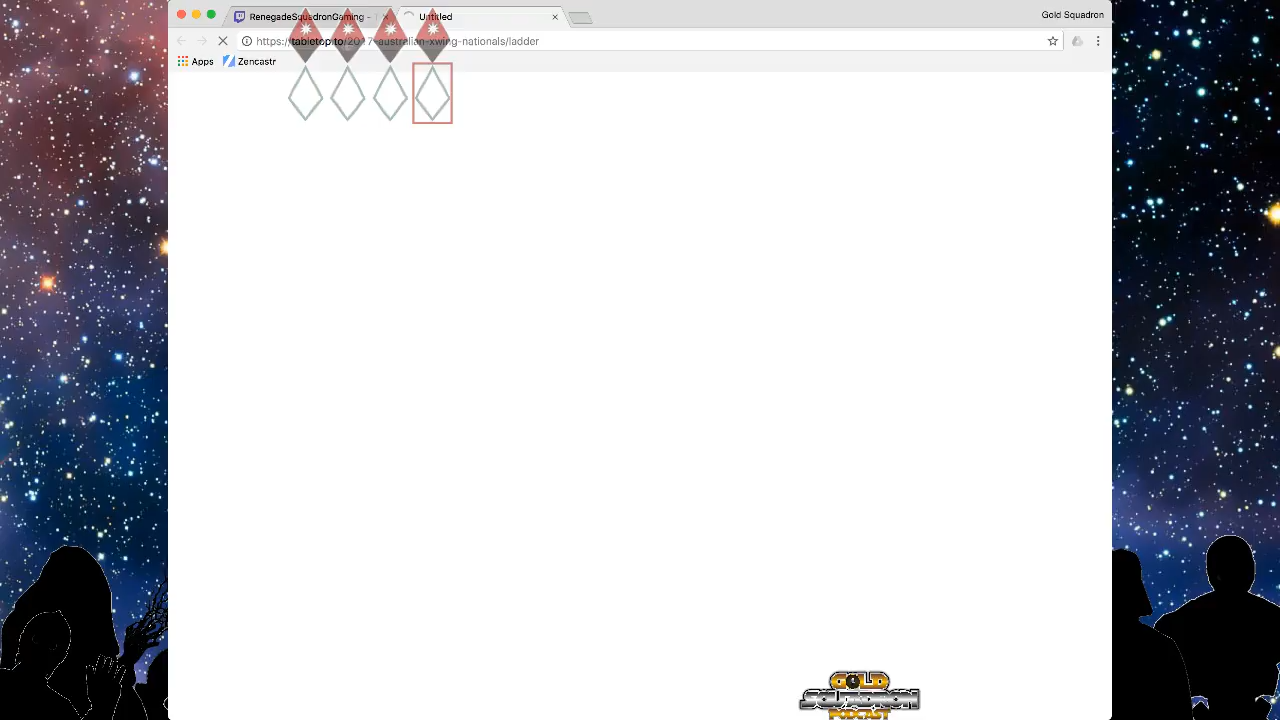 RenegadeSquadronGaming - T
Untitled
Gold Squadron
https://tabletop.to/2017-australian-xwing-nationals/ladder
Apps
Zencastr
GOLD
SQUADRON
PODCAST